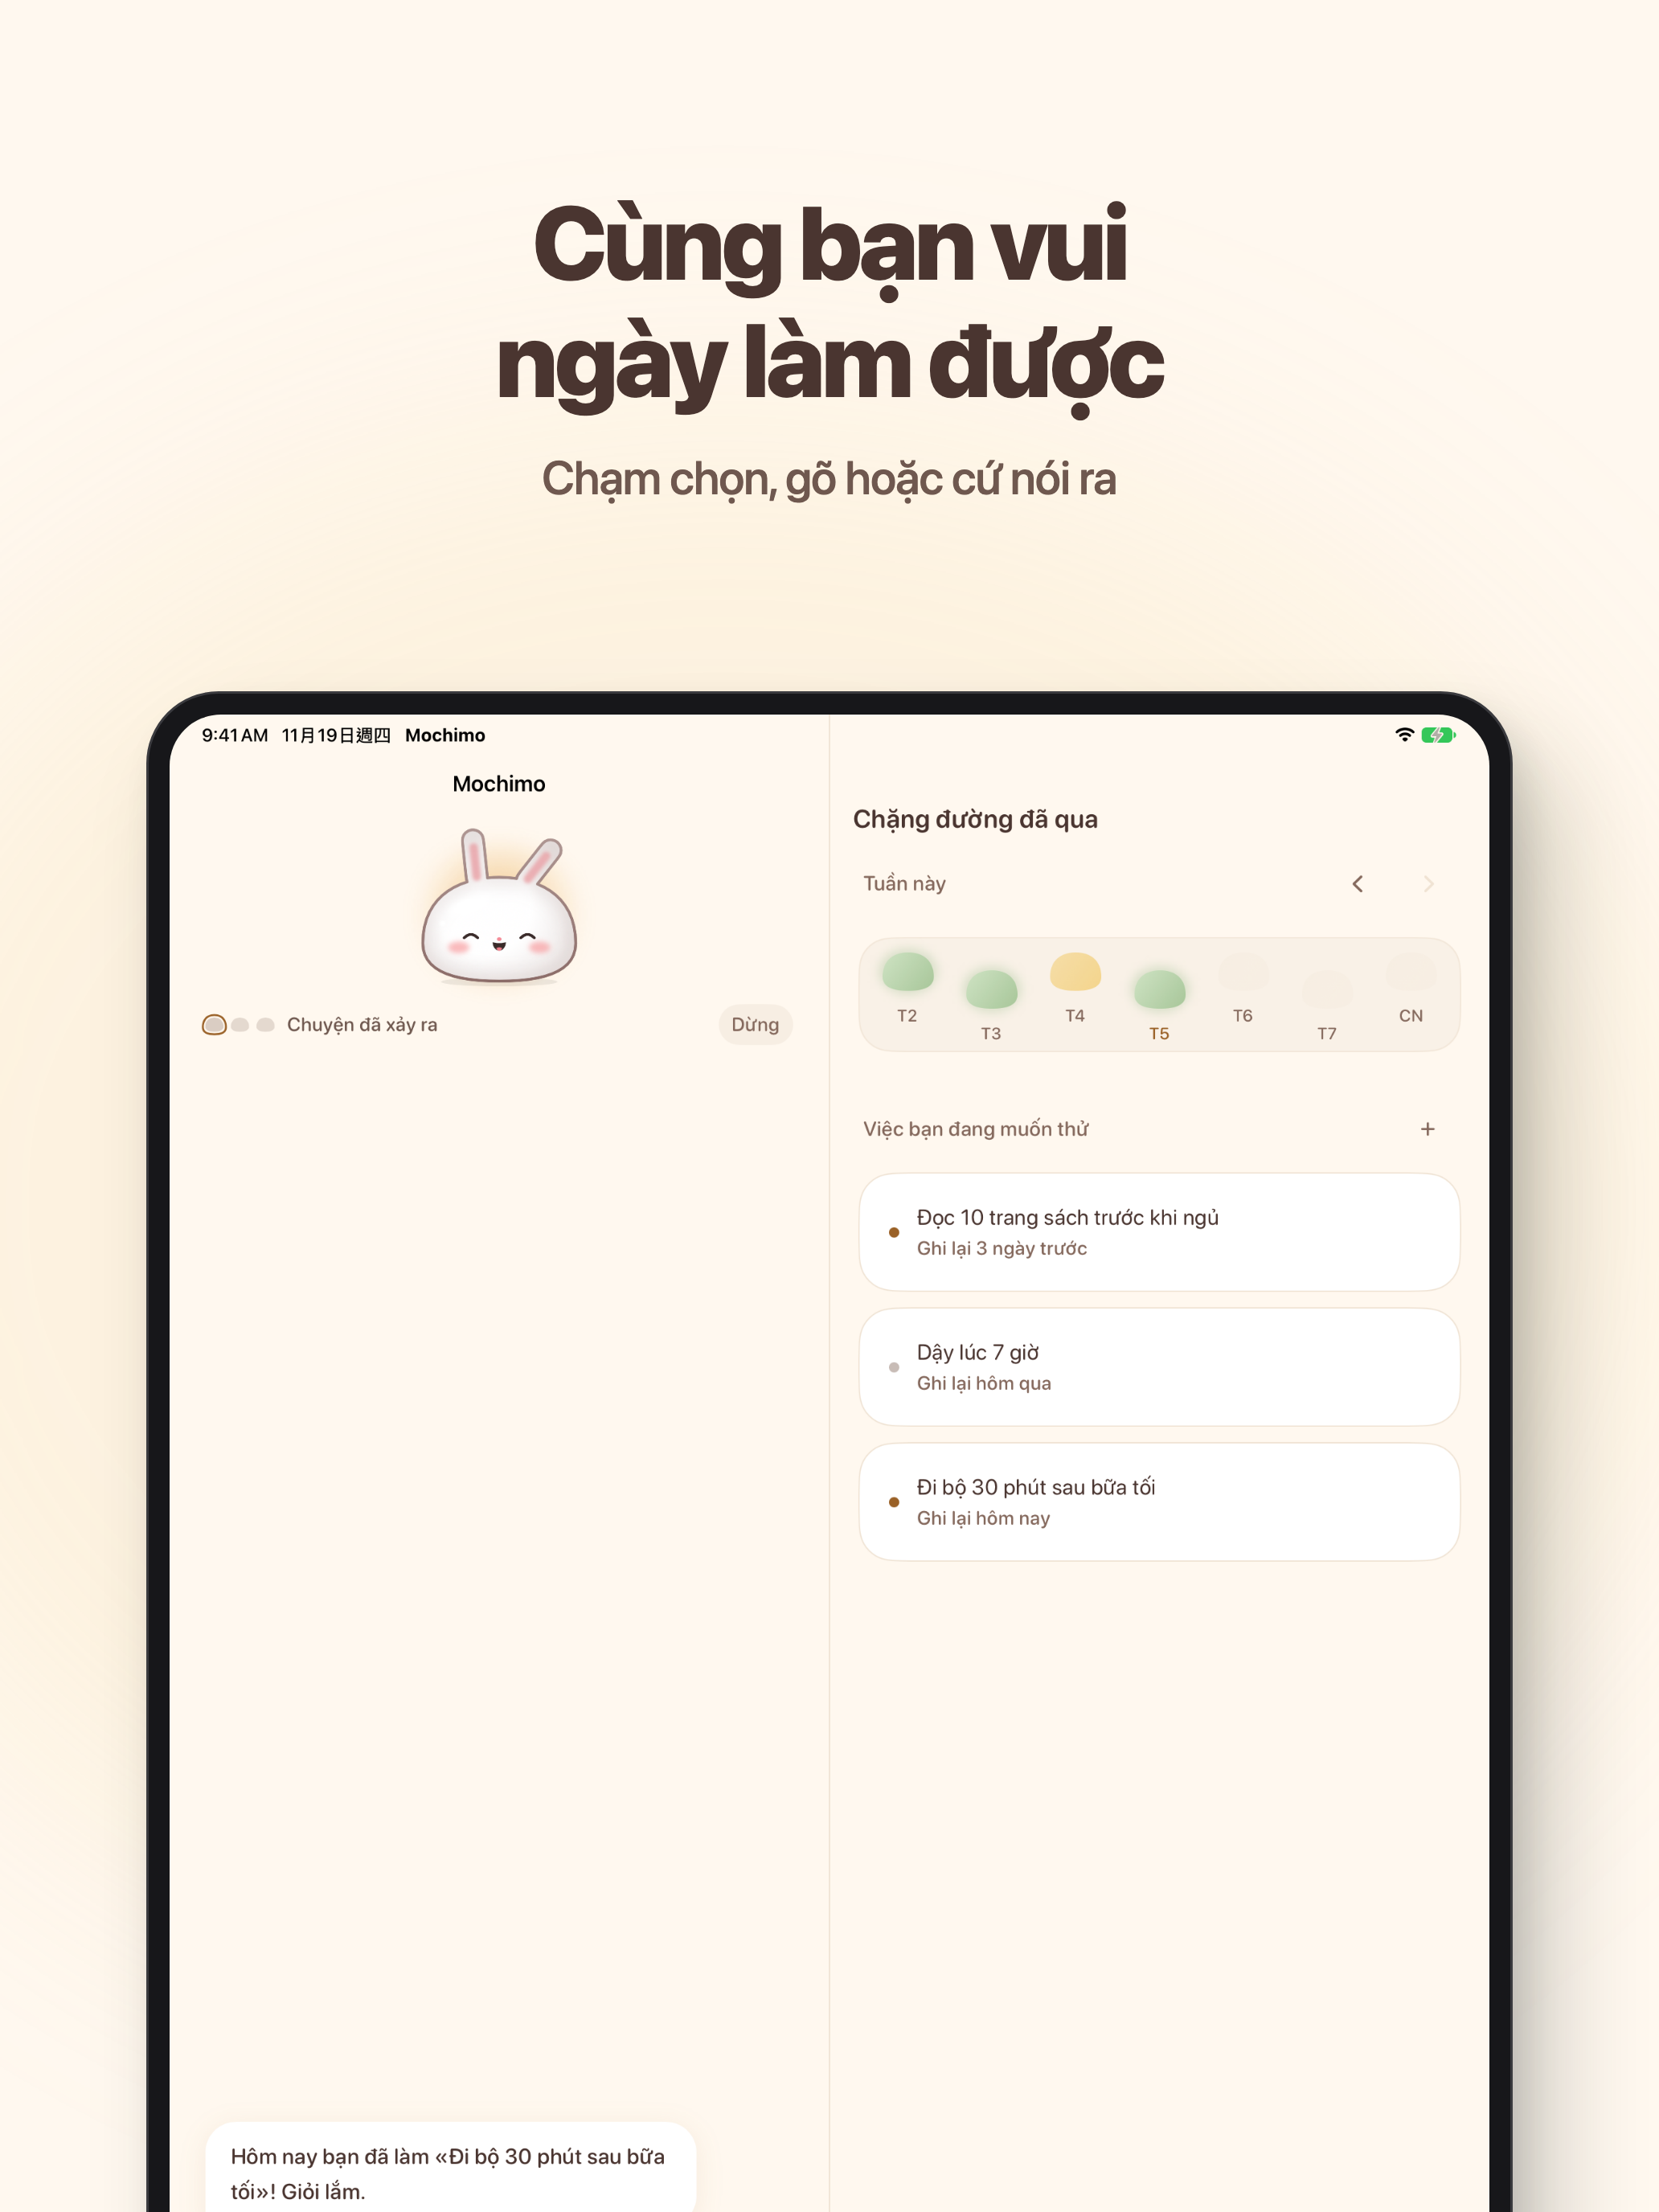 Cùng bạn vui
ngày làm được
Chạm chọn, gõ hoặc cứ nói ra
9:41 AM 11月19日週四 Mochimo
Mochimo
Chuyện đã xảy ra
Dừng
Hôm nay bạn đã làm «Đi bộ 30 phút sau bữa
tối»! Giỏi lắm.
Chặng đường đã qua
Tuần này
T2
T3
T4
T5
T6
T7
CN
Việc bạn đang muốn thử
+
Đọc 10 trang sách trước khi ngủ
Ghi lại 3 ngày trước
Dậy lúc 7 giờ
Ghi lại hôm qua
Đi bộ 30 phút sau bữa tối
Ghi lại hôm nay